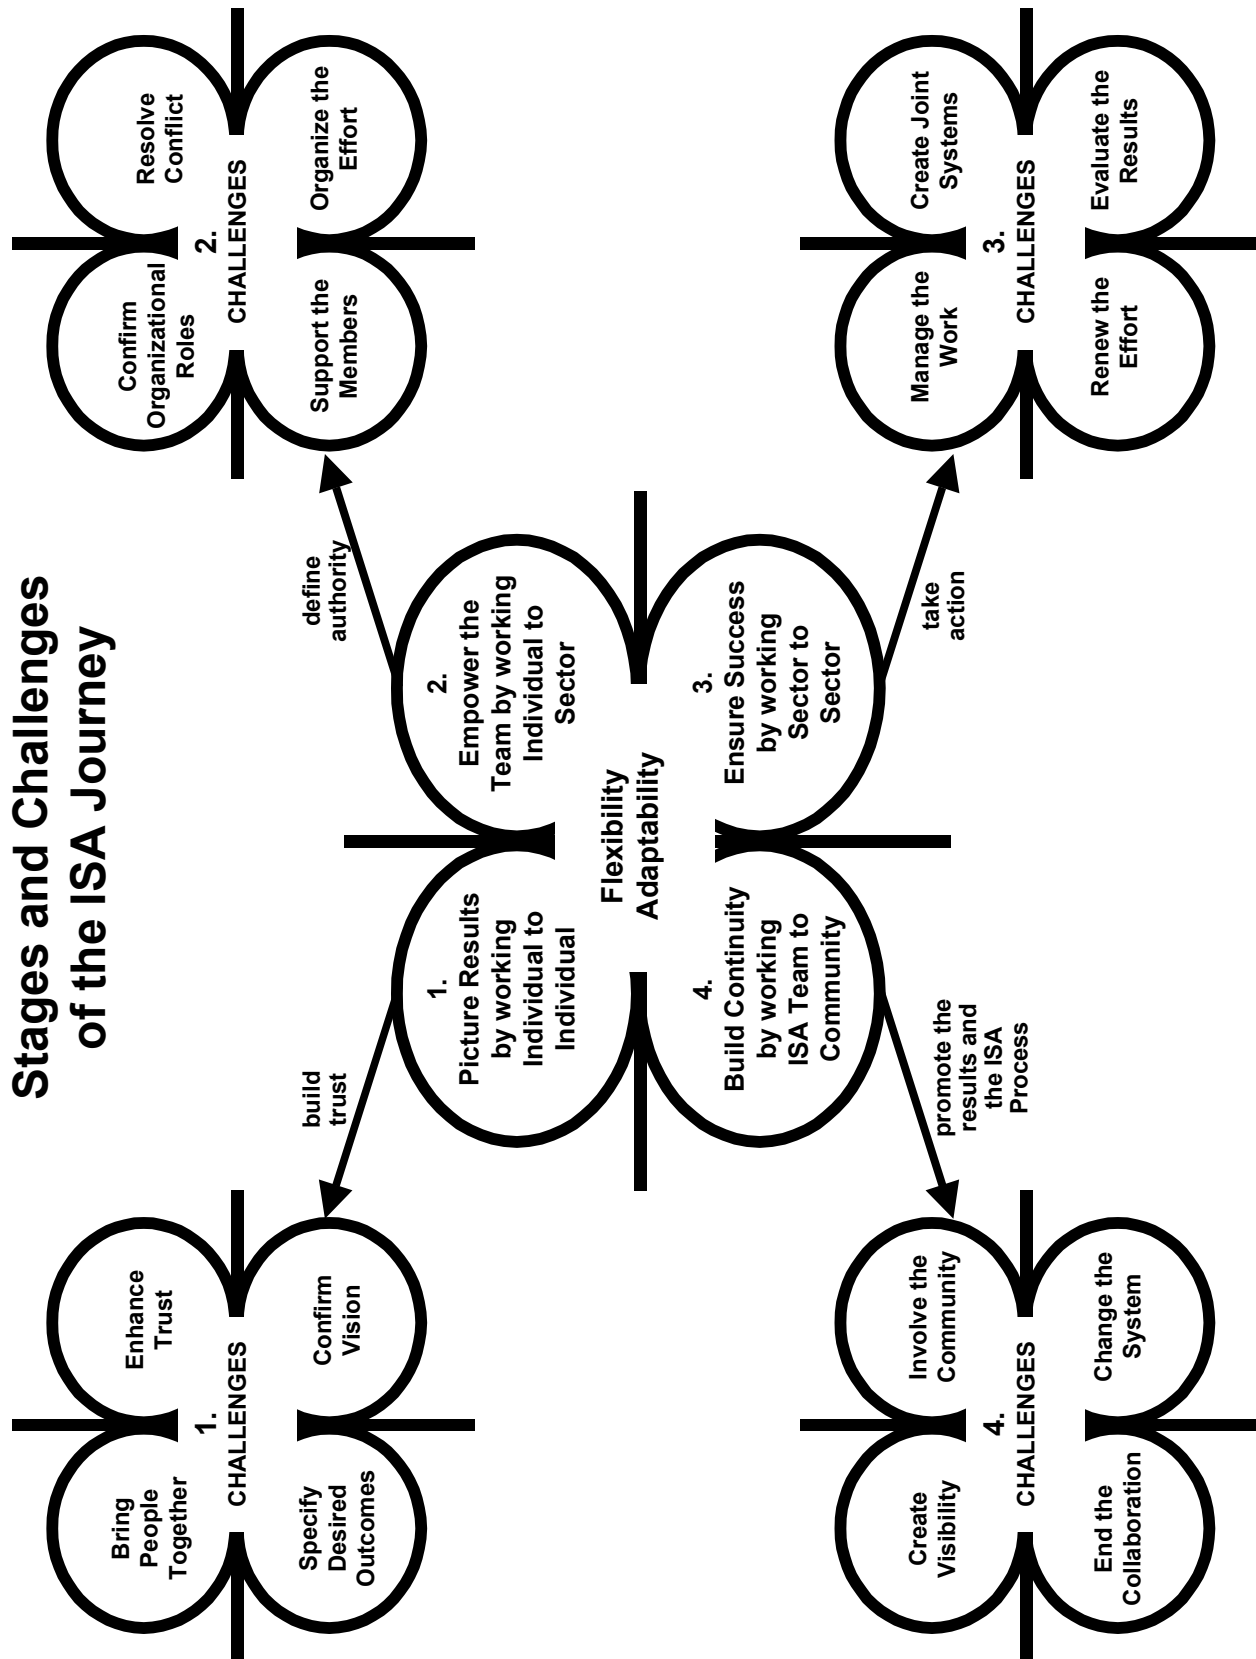 Stages and Challenges
of the ISA Journey
Bring
People
Together
Enhance
Trust
1.
CHALLENGES
Specify
Desired
Outcomes
Confirm
Vision
build
trust
Confirm
Organizational
Roles
Resolve
Conflict
2.
CHALLENGES
Support the
Members
Organize the
Effort
define
authority
1.
Picture Results
by working
Individual to
Individual
2.
Empower the
Team by working
Individual to
Sector
Flexibility
Adaptability
4.
Build Continuity
by working
ISA Team to
Community
3.
Ensure Success
by working
Sector to
Sector
promote the
results and
the ISA
Process
take
action
Create
Visibility
Involve the
Community
4.
CHALLENGES
End the
Collaboration
Change the
System
Manage the
Work
Create Joint
Systems
3.
CHALLENGES
Renew the
Effort
Evaluate the
Results